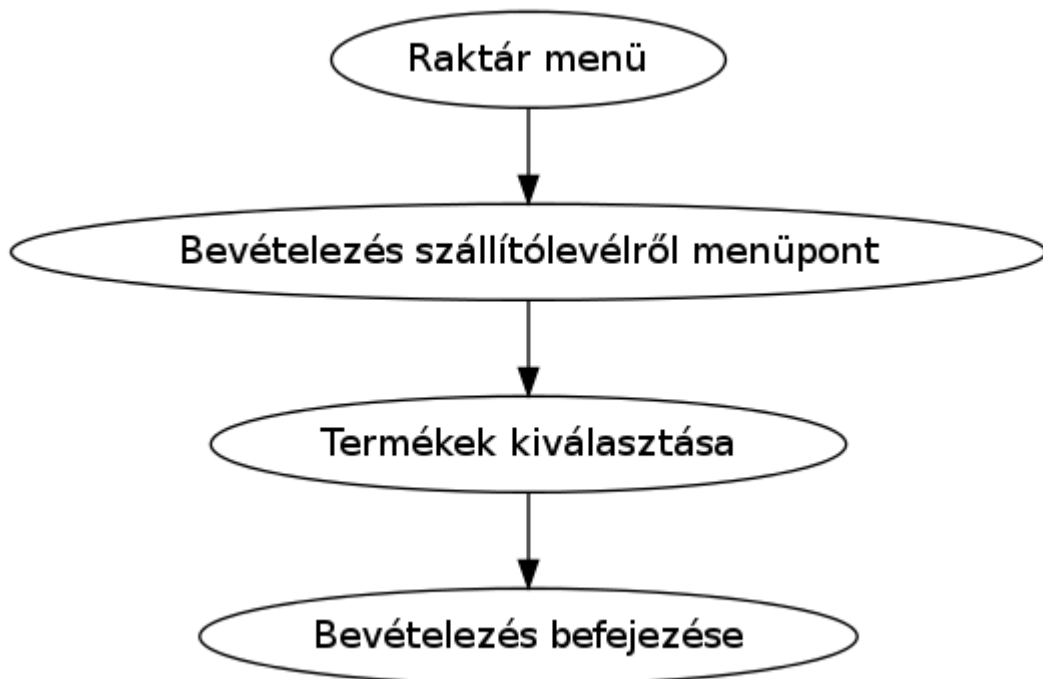 Raktár menü
Bevételezés szállítólevélről menüpont
Termékek kiválasztása
Bevételezés befejezése